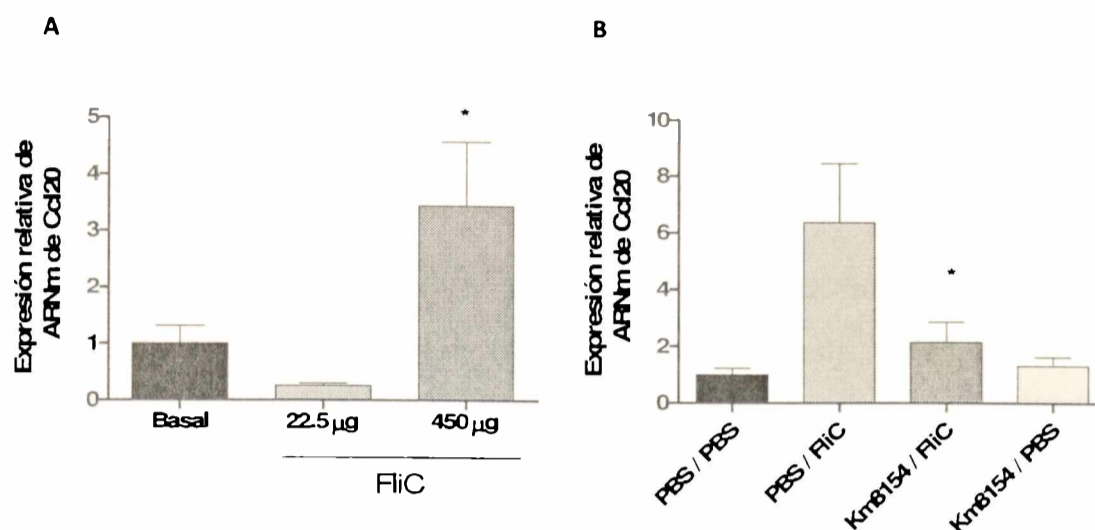 A
B
Expresión relativa de
ARNm de Ccl20
5
4
3
2
1
0
*
Basal
22.5 µg
450 µg
FliC
Expresión relativa de
ARNm de Ccl20
10
8
6
4
2
0
*
PBS / PBS
PBS / FliC
Km8154 / FliC
Km8154 / PBS